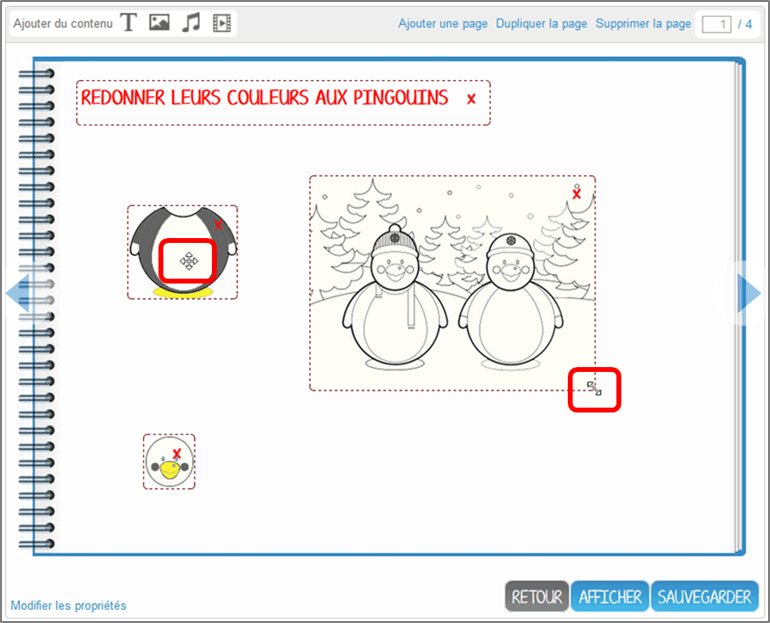 Ajouter du contenu T
Ajouter une page Dupliquer la page Supprimer la page 1 / 4
REDONNER LEURS COULEURS AUX PINGOUINS x
x
x
x
Modifier les propriétés
RETOUR AFFICHER SAUVEGARDER